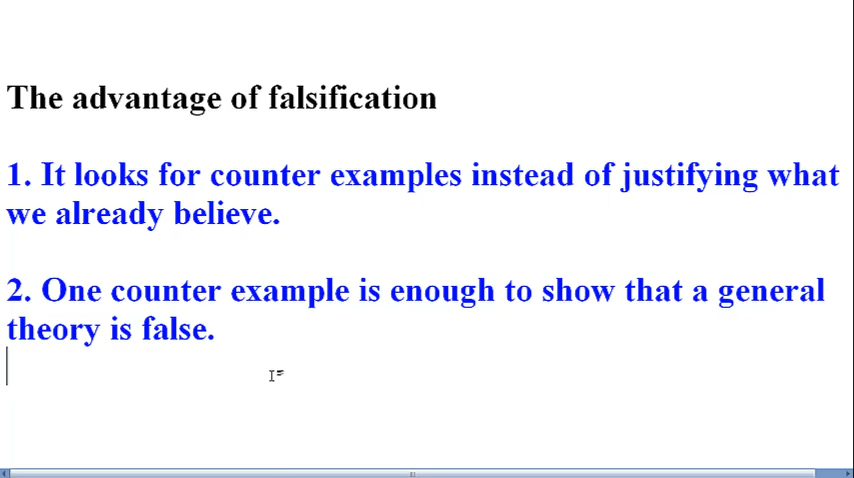 The advantage of falsification
1. It looks for counter examples instead of justifying what
we already believe.
2. One counter example is enough to show that a general
theory is false.